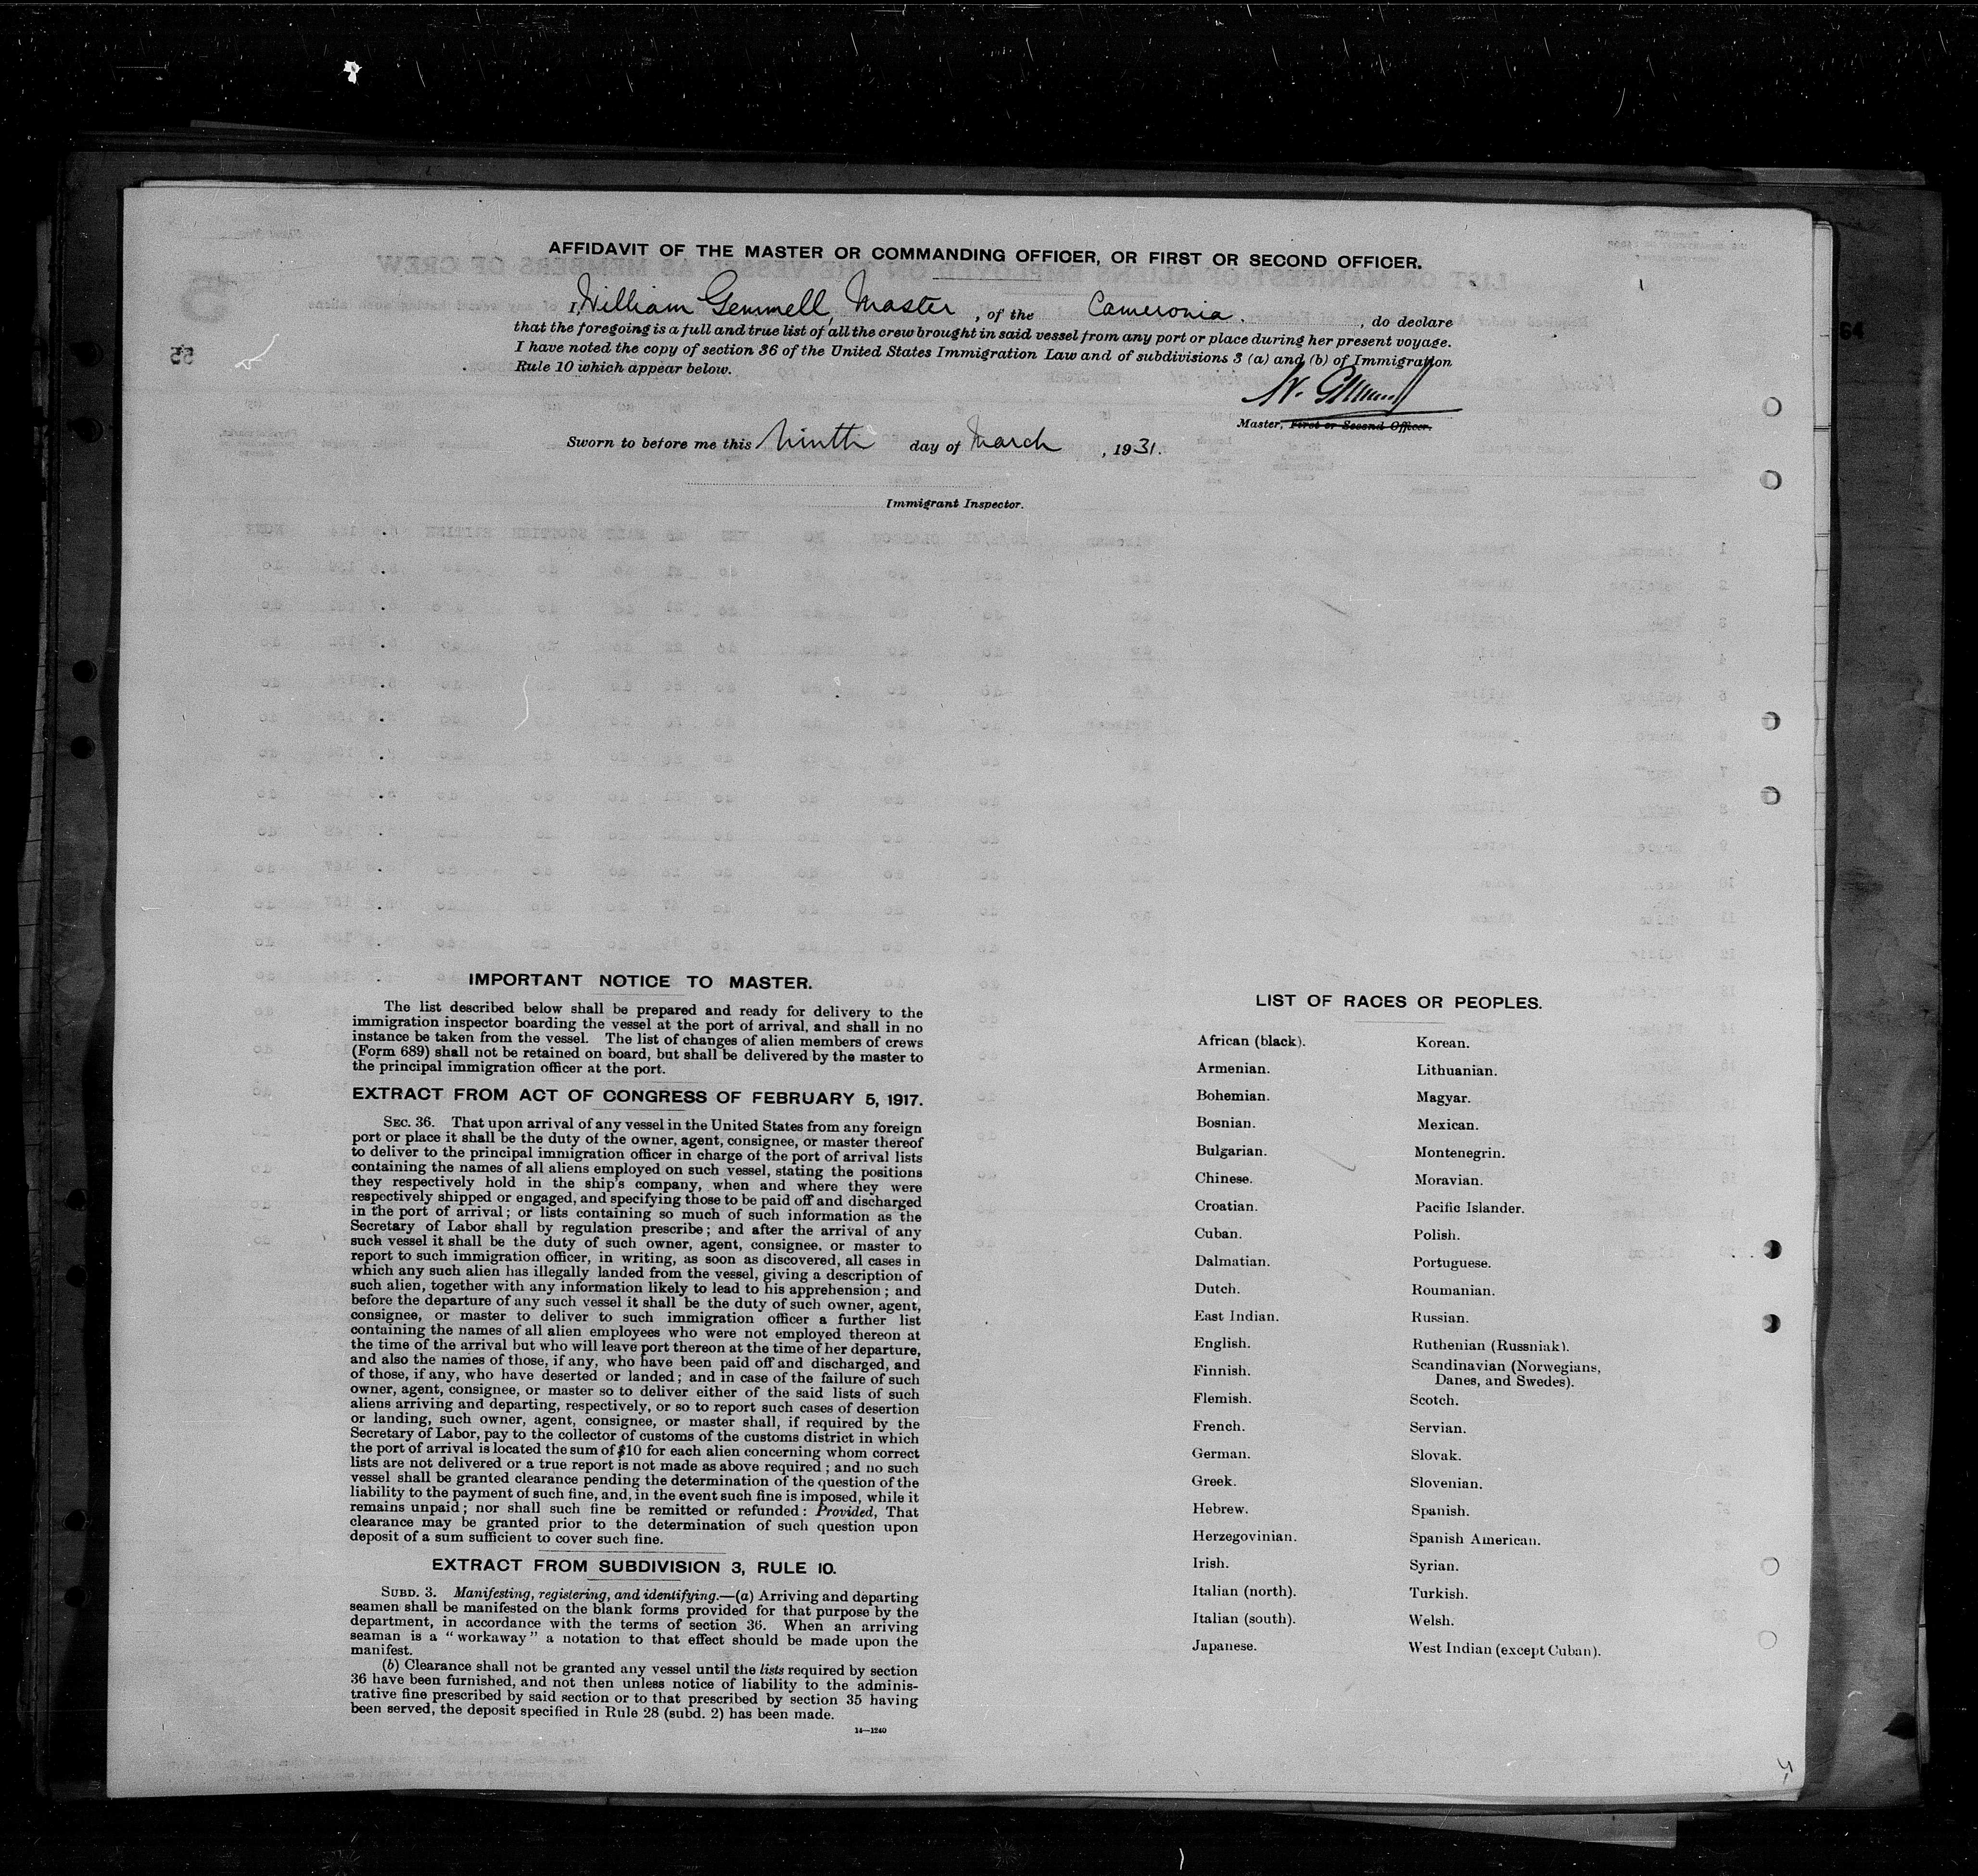 AFFIDAVIT OF THE MASTER OR COMMANDING OFFICER, OR FIRST OR SECOND OFFICER.
I, William Gemmell, Master , of the Cameronia. , do declare
that the foregoing is a full and true list of all the crew brought in said vessel from any port or place during her present voyage.
I have noted the copy of section 36 of the United States Immigration Law and of subdivisions 3 (a) and (b) of Immigration
Rule 10 which appear below.
W. Gemmell
Master, First or Second Officer.
Sworn to before me this Ninth day of March , 1931.
Immigrant Inspector.
IMPORTANT NOTICE TO MASTER.
The list described below shall be prepared and ready for delivery to the
immigration inspector boarding the vessel at the port of arrival, and shall in no
instance be taken from the vessel. The list of changes of alien members of crews
(Form 689) shall not be retained on board, but shall be delivered by the master to
the principal immigration officer at the port.
EXTRACT FROM ACT OF CONGRESS OF FEBRUARY 5, 1917.
SEC. 36. That upon arrival of any vessel in the United States from any foreign
port or place it shall be the duty of the owner, agent, consignee, or master thereof
to deliver to the principal immigration officer in charge of the port of arrival lists
containing the names of all aliens employed on such vessel, stating the positions
they respectively hold in the ship's company, when and where they were
respectively shipped or engaged, and specifying those to be paid off and discharged
in the port of arrival; or lists containing so much of such information as the
Secretary of Labor shall by regulation prescribe; and after the arrival of any
such vessel it shall be the duty of such owner, agent, consignee, or master to
report to such immigration officer, in writing, as soon as discovered, all cases in
which any such alien has illegally landed from the vessel, giving a description of
such alien, together with any information likely to lead to his apprehension; and
before the departure of any such vessel it shall be the duty of such owner, agent,
consignee, or master to deliver to such immigration officer a further list
containing the names of all alien employees who were not employed thereon at
the time of the arrival but who will leave port thereon at the time of her departure,
and also the names of those, if any, who have been paid off and discharged, and
of those, if any, who have deserted or landed; and in case of the failure of such
owner, agent, consignee, or master so to deliver either of the said lists of such
aliens arriving and departing, respectively, or so to report such cases of desertion
or landing, such owner, agent, consignee, or master shall, if required by the
Secretary of Labor, pay to the collector of customs of the customs district in which
the port of arrival is located the sum of $10 for each alien concerning whom correct
lists are not delivered or a true report is not made as above required; and no such
vessel shall be granted clearance pending the determination of the question of the
liability to the payment of such fine, and, in the event such fine is imposed, while it
remains unpaid; nor shall such fine be remitted or refunded: Provided, That
clearance may be granted prior to the determination of such question upon
deposit of a sum sufficient to cover such fine.
EXTRACT FROM SUBDIVISION 3, RULE 10.
SUBD. 3. Manifesting, registering, and identifying.—(a) Arriving and departing
seamen shall be manifested on the blank forms provided for that purpose by the
department, in accordance with the terms of section 36. When an arriving
seaman is a "workaway" a notation to that effect should be made upon the
manifest.
(b) Clearance shall not be granted any vessel until the lists required by section
36 have been furnished, and not then unless notice of liability to the adminis-
trative fine prescribed by said section or to that prescribed by section 35 having
been served, the deposit specified in Rule 28 (subd. 2) has been made.
14—1240
LIST OF RACES OR PEOPLES.
African (black).
Armenian.
Bohemian.
Bosnian.
Bulgarian.
Chinese.
Croatian.
Cuban.
Dalmatian.
Dutch.
East Indian.
English.
Finnish.
Flemish.
French.
German.
Greek.
Hebrew.
Herzegovinian.
Irish.
Italian (north).
Italian (south).
Japanese.
Korean.
Lithuanian.
Magyar.
Mexican.
Montenegrin.
Moravian.
Pacific Islander.
Polish.
Portuguese.
Roumanian.
Russian.
Ruthenian (Russniak).
Scandinavian (Norwegians,
Danes, and Swedes).
Scotch.
Servian.
Slovak.
Slovenian.
Spanish.
Spanish American.
Syrian.
Turkish.
Welsh.
West Indian (except Cuban).
64